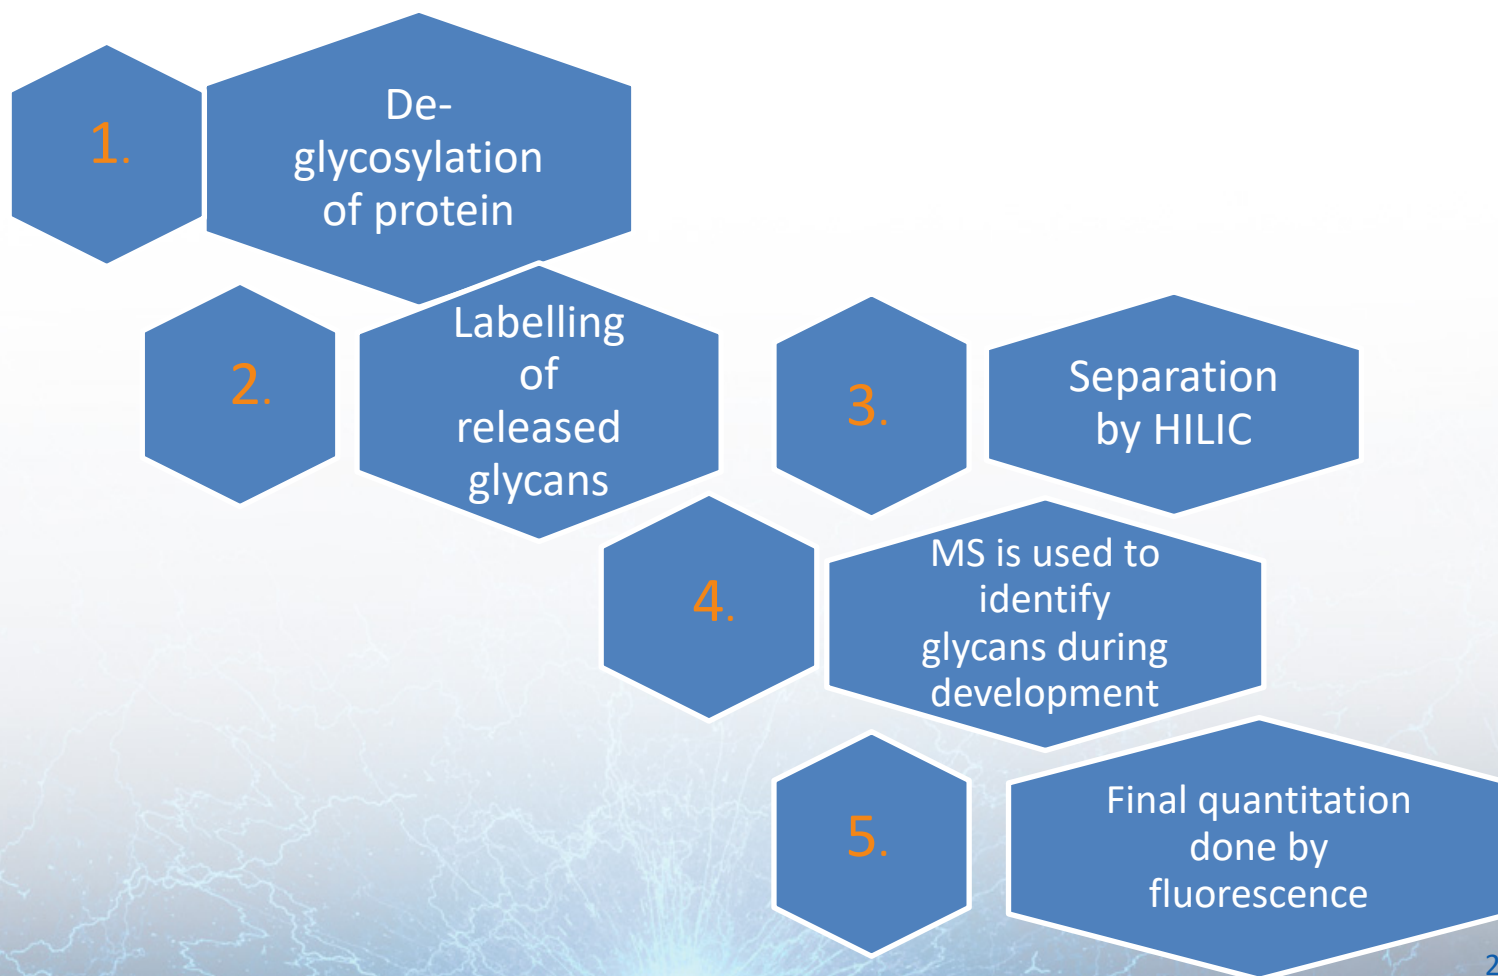 1.
De-
glycosylation
of protein
2.
Labelling
of
released
glycans
3.
Separation
by HILIC
4.
MS is used to
identify
glycans during
development
5.
Final quantitation
done by
fluorescence
2